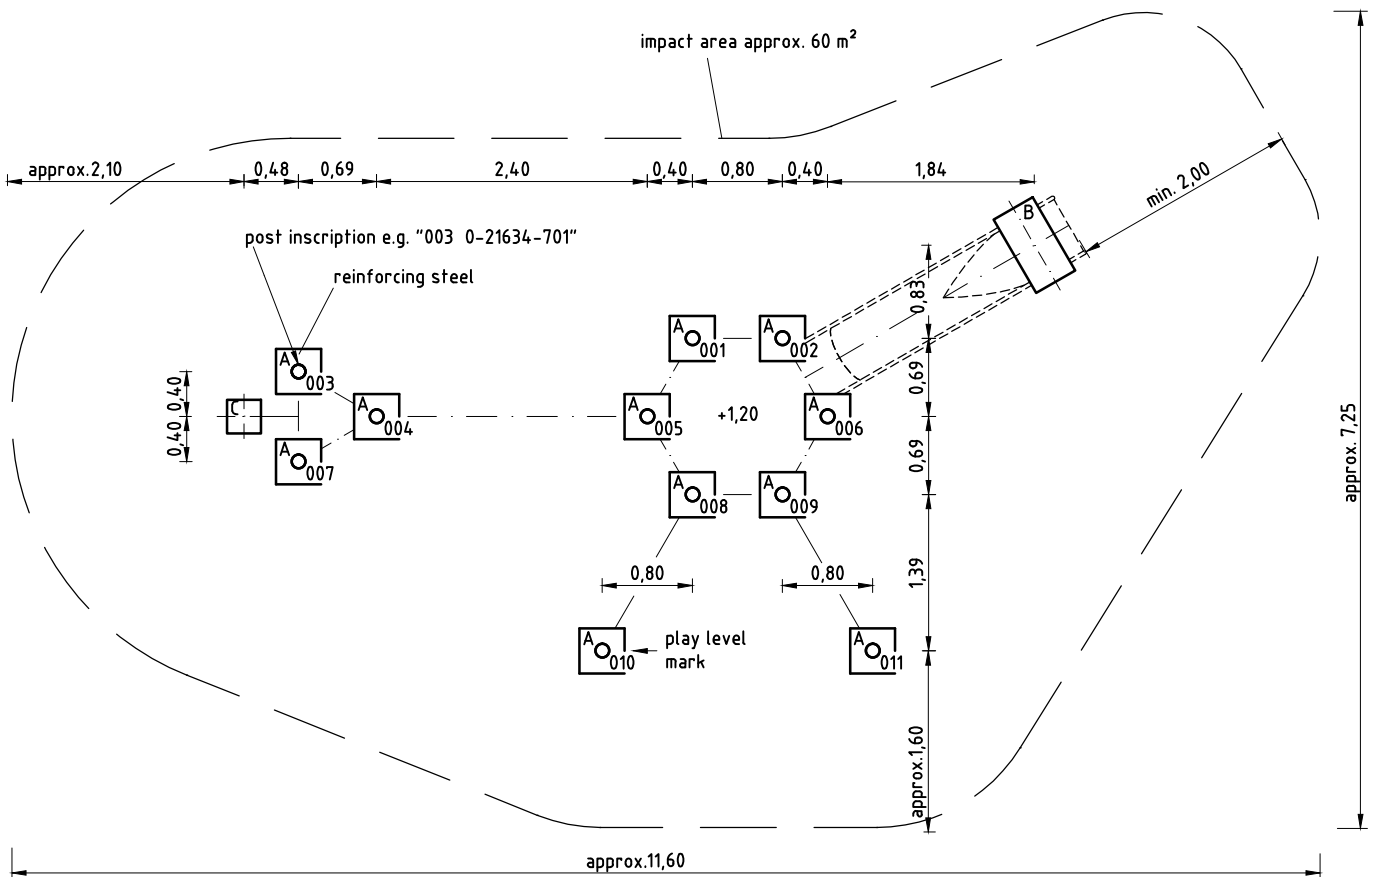 impact area approx. 60 m²
approx.2,10
0,48
0,69
2,40
0,40
0,80
0,40
1,84
min. 2,00
B
post inscription e.g. "003 0-21634-701"
reinforcing steel
0,83
A
001
A
002
A
003
0,40
0,69
C
A
004
A
005
+1,20
A
006
approx. 7,25
0,40
A
007
0,69
A
008
A
009
0,80
0,80
1,39
A
010
play level
mark
A
011
approx.1,60
approx.11,60